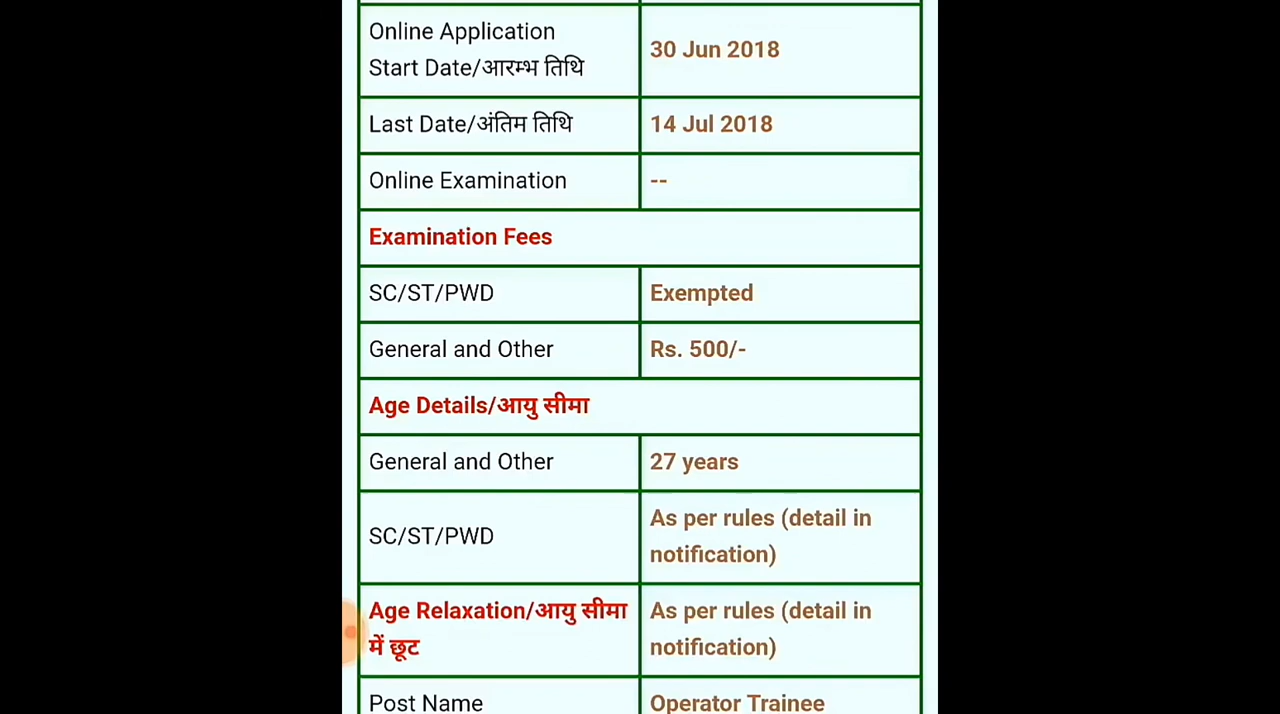 Online Application 30 Jun 2018
Start Date/आरम्भ तिथि
Last Date/अंतिम तिथि 14 Jul 2018
Online Examination --
Examination Fees
SC/ST/PWD Exempted
General and Other Rs. 500/-
Age Details/आयु सीमा
General and Other 27 years
SC/ST/PWD As per rules (detail in
notification)
Age Relaxation/आयु सीमा As per rules (detail in
में छूट notification)
Post Name Operator Trainee